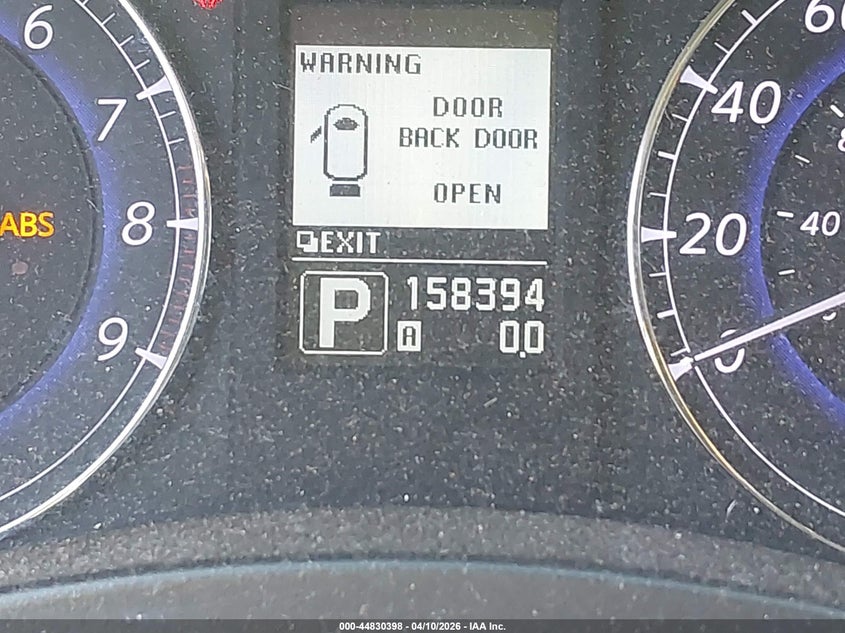 6
7
8
9
ABS
WARNING
DOOR
BACK DOOR
OPEN
EXIT
P
158394
A
0.0
60
40
20
0
40
000-44830398 - 04/10/2026 - IAA Inc.